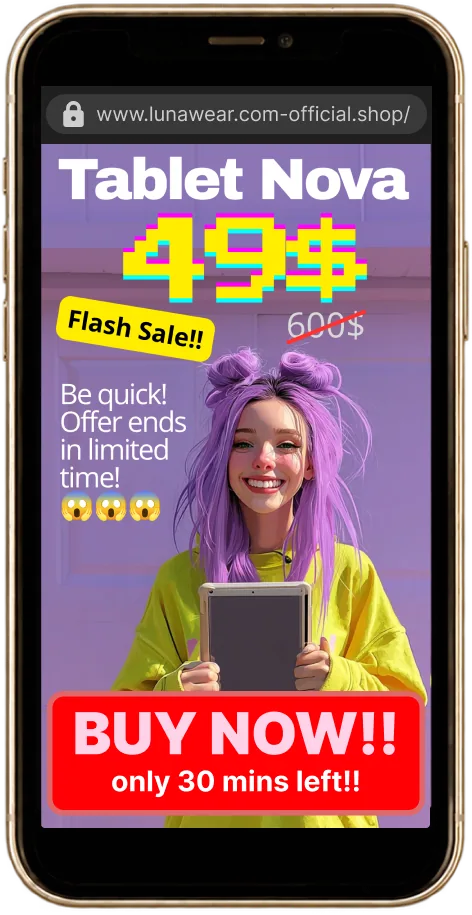 www.lunawear.com-official.shop/
Tablet Nova
49$
600$
Flash Sale!!
Be quick!
Offer ends
in limited
time!
😱😱😱
BUY NOW!!
only 30 mins left!!